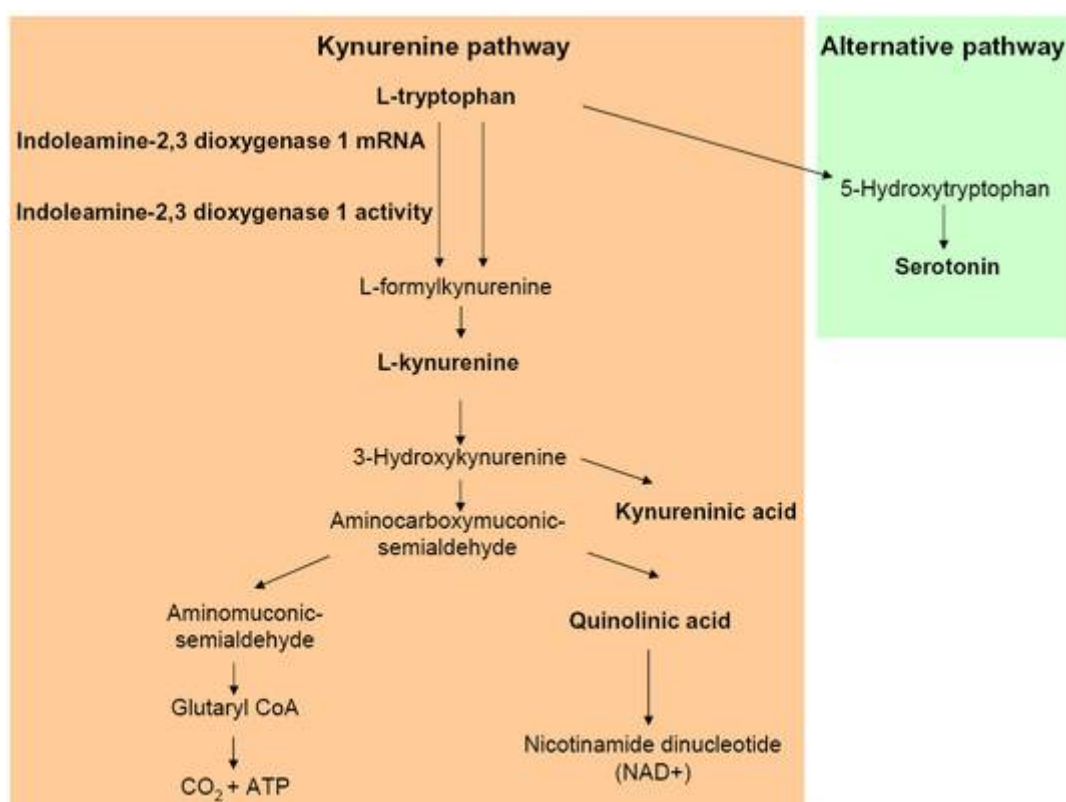 Kynurenine pathway
L-tryptophan
Indoleamine-2,3 dioxygenase 1 mRNA
Indoleamine-2,3 dioxygenase 1 activity
L-formylkynurenine
L-kynurenine
3-Hydroxykynurenine
Kynureninic acid
Aminocarboxymuconic-
semialdehyde
Aminomuconic-
semialdehyde
Quinolinic acid
Glutaryl CoA
Nicotinamide dinucleotide
(NAD+)
CO₂ + ATP
Alternative pathway
5-Hydroxytryptophan
Serotonin